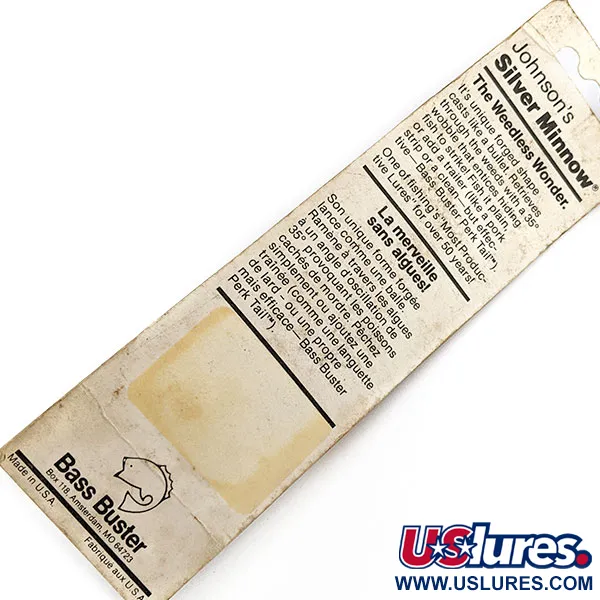 Johnson's
Silver Minnow®
The Weedless Wonder.
It's unique forged shape
casts like a bullet. Retrieves
through the weeds with a 35°
wobble that entices hiding
fish to strike! Fish it plain,
or add a trailer (like a pork
strip or a clean—but effec-
tive—Bass Buster Perk Tail™).
One of fishing's "Most Produc-
tive Lures" for over 50 years!
La merveille
sans algues!
Son unique forme forgée
lance comme une balle.
Ramène à travers les algues
à un angle d'oscillation de
35° provoquant les poissons
cachés de mordre. Pêchez
simplement ou ajoutez une
traînée (comme une languette
de lard—ou une propre
mais efficace—Bass Buster
Perk Tail™).
Bass Buster
Box 118, Amsterdam, MO 64723
Made in U.S.A.
Fabriqué aux U.S.A.
USlures.
WWW.USLURES.COM